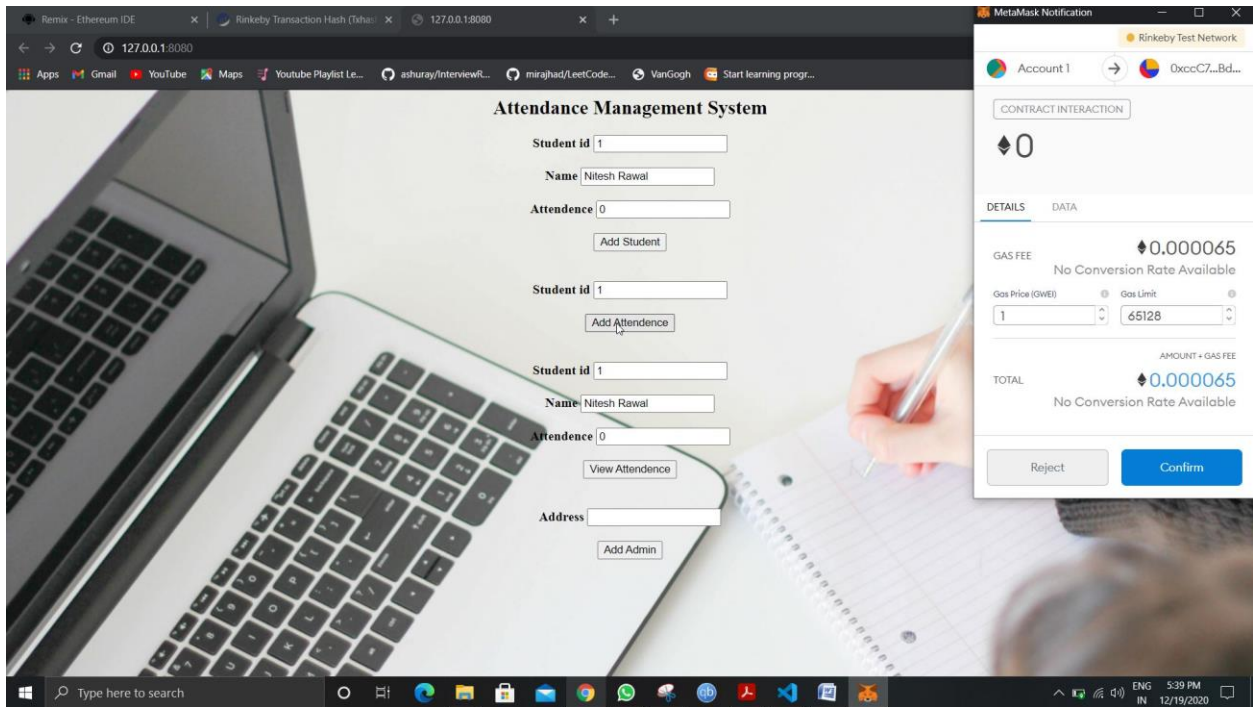 Remix - Ethereum IDE
Rinkeby Transaction Hash (Txhas
127.0.0.1:8080
127.0.0.1:8080
Apps
Gmail
YouTube
Maps
Youtube Playlist Le...
ashuray/InterviewR...
mirajhad/LeetCode...
VanGogh
Start learning progr...
Attendance Management System
Student id 1
Name Nitesh Rawal
Attendence 0
Add Student
Student id 1
Add Attendence
Student id 1
Name Nitesh Rawal
Attendence 0
View Attendence
Address
Add Admin
MetaMask Notification
Rinkeby Test Network
Account 1
0xccC7...Bd...
CONTRACT INTERACTION
0
DETAILS DATA
GAS FEE 0.000065
No Conversion Rate Available
Gas Price (GWEI) Gas Limit
1 65128
AMOUNT + GAS FEE
TOTAL 0.000065
No Conversion Rate Available
Reject Confirm
Type here to search
ENG 5:39 PM
IN 12/19/2020